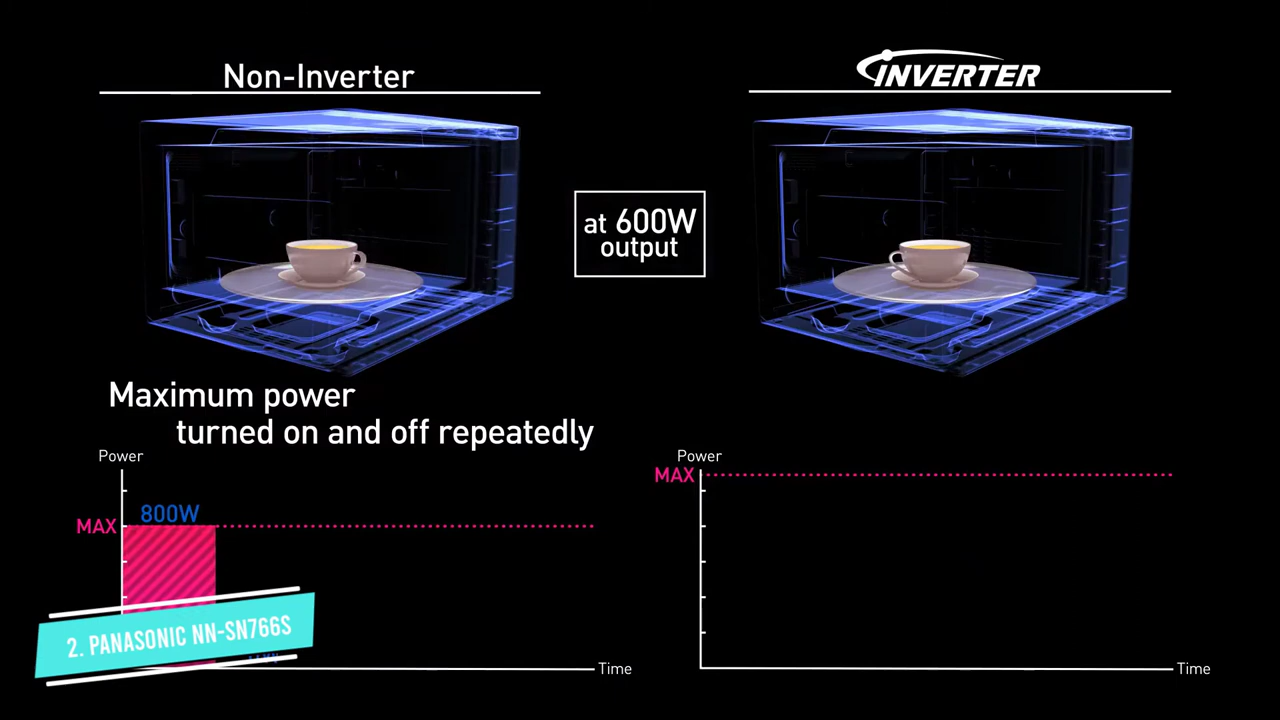 Non-Inverter
INVERTER
at 600W
output
Maximum power
turned on and off repeatedly
Power
MAX
800W
Time
Power
MAX
Time
2. PANASONIC NN-SN766S